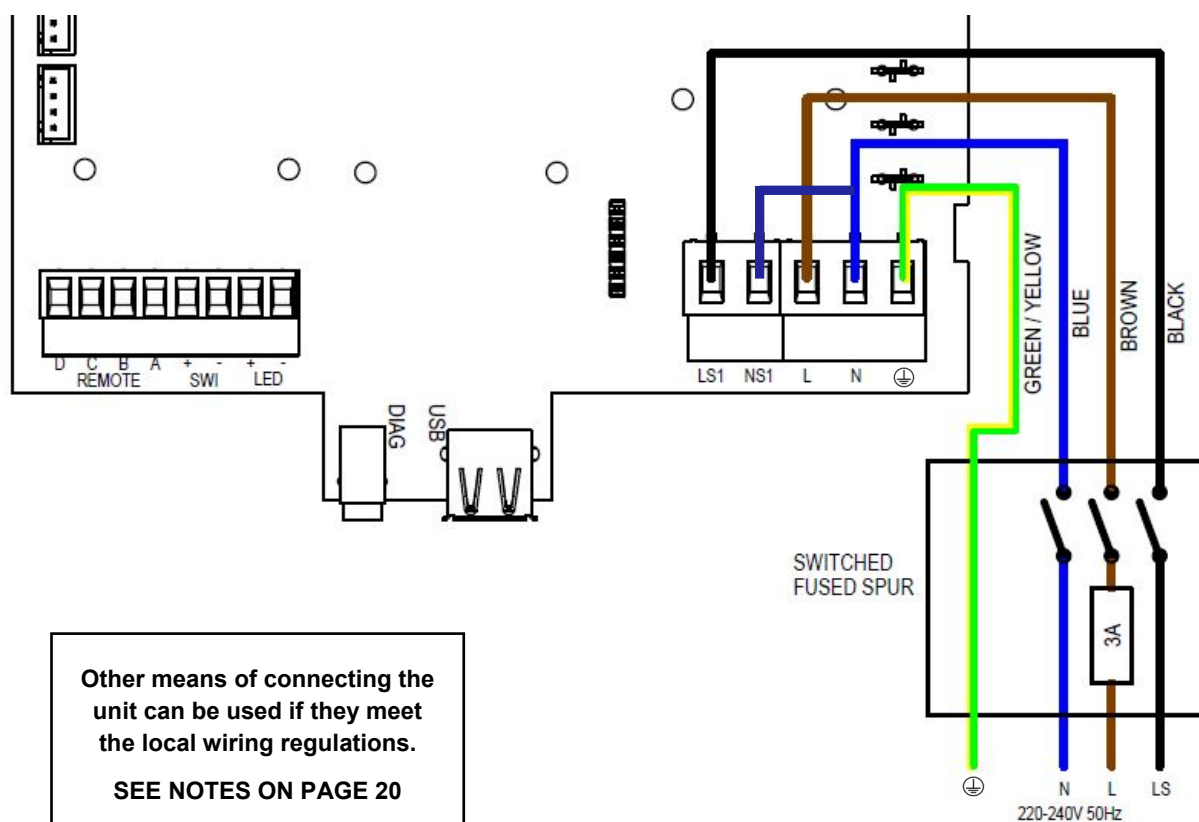 D C B A + - + -
REMOTE SWI LED
DIAG
USB
LS1 NS1 L N
GREEN / YELLOW
BLUE
BROWN
BLACK
SWITCHED
FUSED SPUR
3A
N L LS
220-240V 50Hz
Other means of connecting the
unit can be used if they meet
the local wiring regulations.
SEE NOTES ON PAGE 20